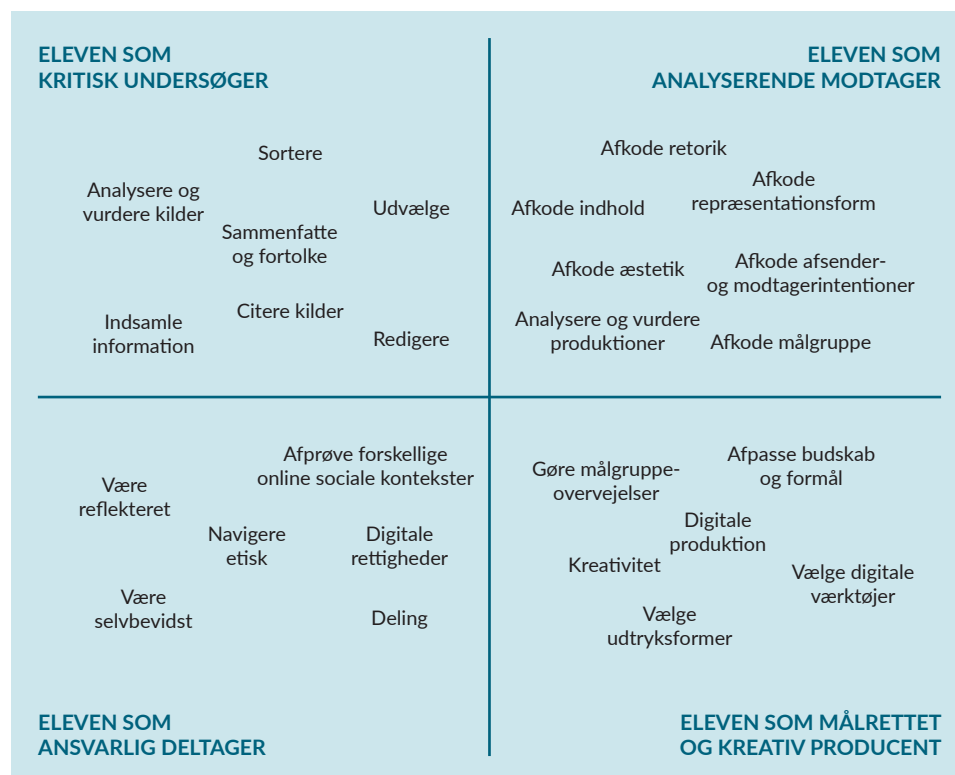 ELEVEN SOM
KRITISK UNDERSØGER
Sortere
Analysere og
vurdere kilder
Udvælge
Sammenfatte
og fortolke
Citere kilder
Indsamle
information
Redigere
ELEVEN SOM
ANALYSERENDE MODTAGER
Afkode retorik
Afkode
repræsentationsform
Afkode indhold
Afkode æstetik
Afkode afsender-
og modtagerintentioner
Analysere og vurdere
produktioner
Afkode målgruppe
Afprøve forskellige
online sociale kontekster
Være
reflekteret
Navigere
etisk
Digitale
rettigheder
Være
selvbevidst
Deling
ELEVEN SOM
ANSVARLIG DELTAGER
Gøre målgruppe-
overvejelser
Afpasse budskab
og formål
Digitale
produktion
Kreativitet
Vælge digitale
værktøjer
Vælge
udtryksformer
ELEVEN SOM MÅLRETTET
OG KREATIV PRODUCENT